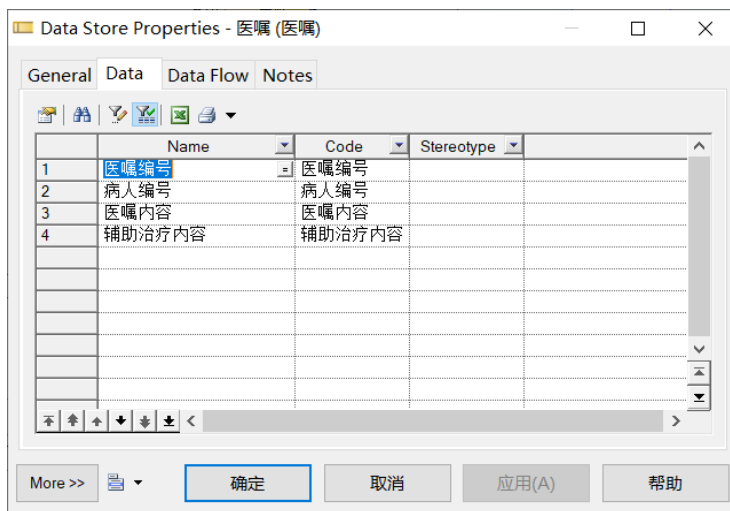 Data Store Properties - 医嘱 (医嘱)
General Data Data Flow Notes
Name Code Stereotype
1 医嘱编号 = 医嘱编号
2 病人编号 病人编号
3 医嘱内容 医嘱内容
4 辅助治疗内容 辅助治疗内容
More >> 确定 取消 应用(A) 帮助